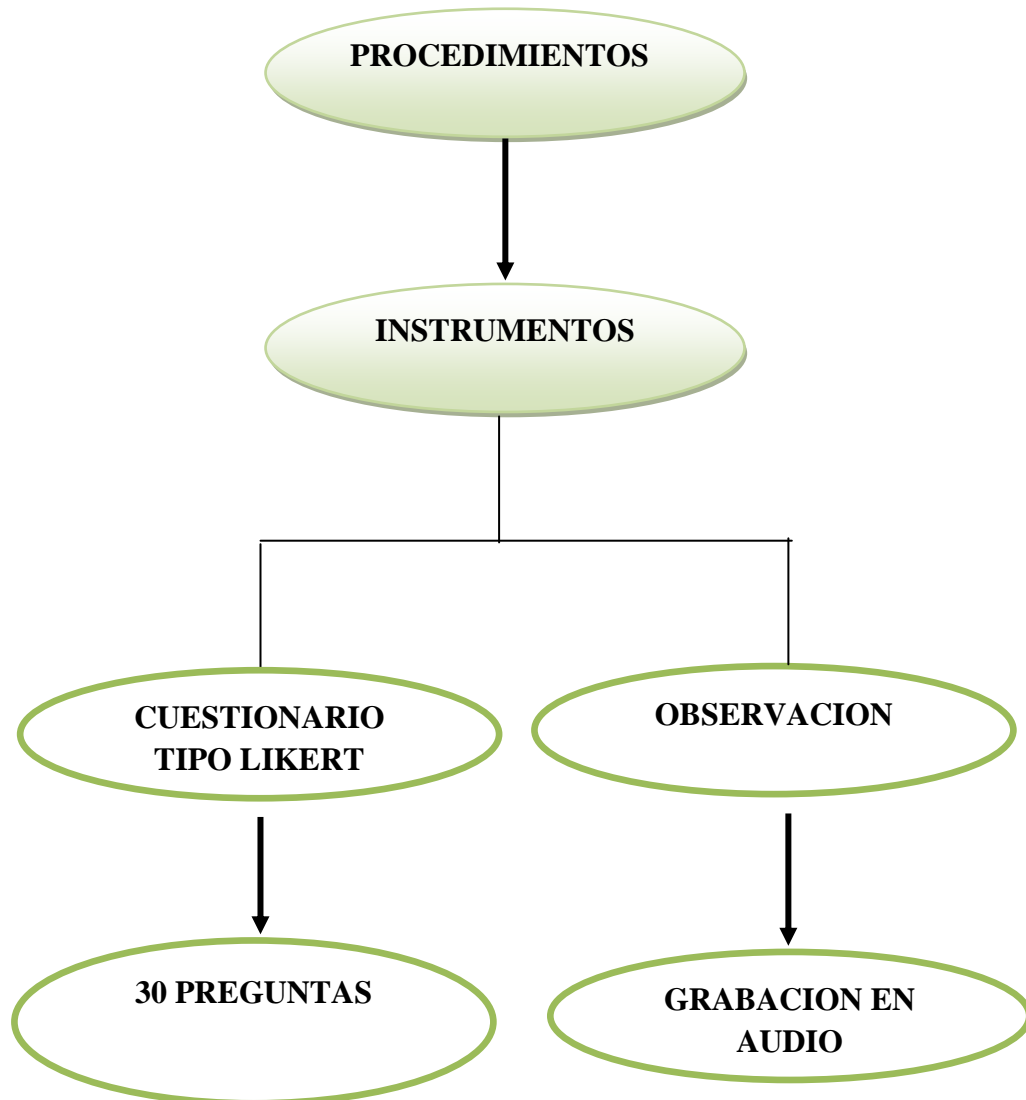 PROCEDIMIENTOS
INSTRUMENTOS
CUESTIONARIO
TIPO LIKERT
OBSERVACION
30 PREGUNTAS
GRABACION EN
AUDIO